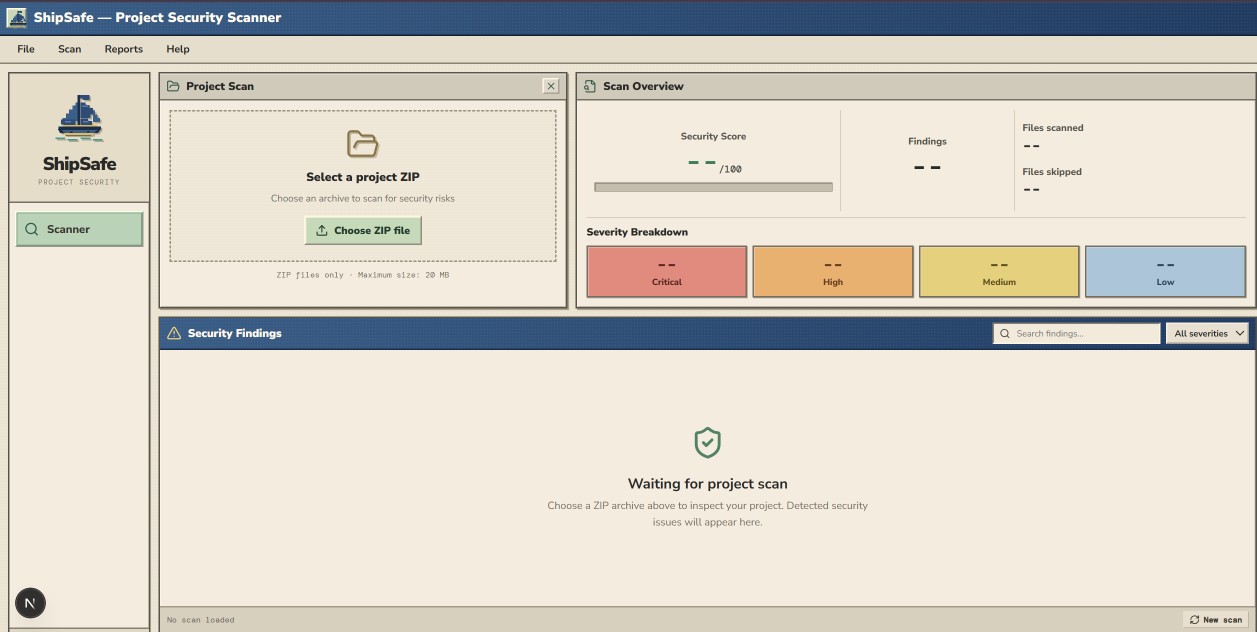 ShipSafe — Project Security Scanner
File Scan Reports Help
ShipSafe
PROJECT SECURITY
Scanner
Project Scan
Select a project ZIP
Choose an archive to scan for security risks
Choose ZIP file
ZIP files only · Maximum size: 20 MB
Scan Overview
Security Score
-- /100
Findings
--
Files scanned
--
Files skipped
--
Severity Breakdown
--
Critical
--
High
--
Medium
--
Low
Security Findings
Search findings...
All severities
Waiting for project scan
Choose a ZIP archive above to inspect your project. Detected security
issues will appear here.
N
No scan loaded
New scan